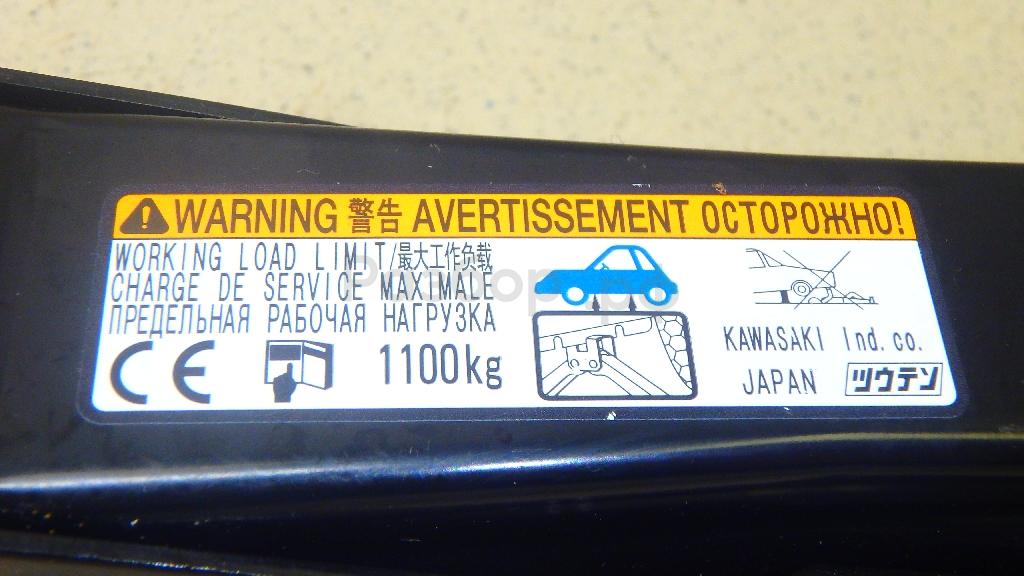 WARNING 警告 AVERTISSEMENT ОСТОРОЖНО!
WORKING LOAD LIMIT/最大工作负载
CHARGE DE SERVICE MAXIMALE
ПРЕДЕЛЬНАЯ РАБОЧАЯ НАГРУЗКА
CE 1100kg
KAWASAKI Ind. co.
JAPAN ツウテン